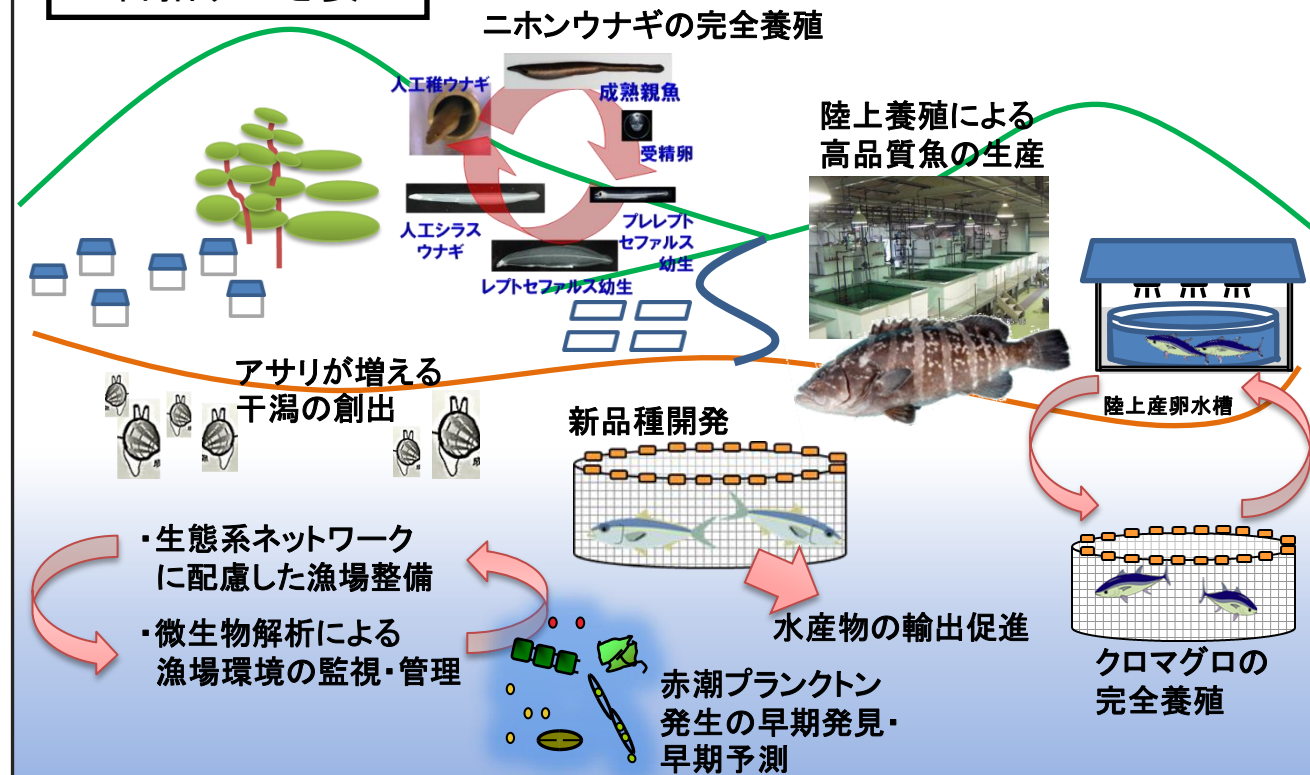 ニホンウナギの完全養殖
人工稚ウナギ
成熟親魚
受精卵
プレレプト
セファルス
幼生
レプトセファルス幼生
人工シラス
ウナギ
陸上養殖による
高品質魚の生産
アサリが増える
干潟の創出
新品種開発
陸上産卵水槽
・生態系ネットワーク
に配慮した漁場整備
・微生物解析による
漁場環境の監視・管理
水産物の輸出促進
クロマグロの
完全養殖
赤潮プランクトン
発生の早期発見・
早期予測